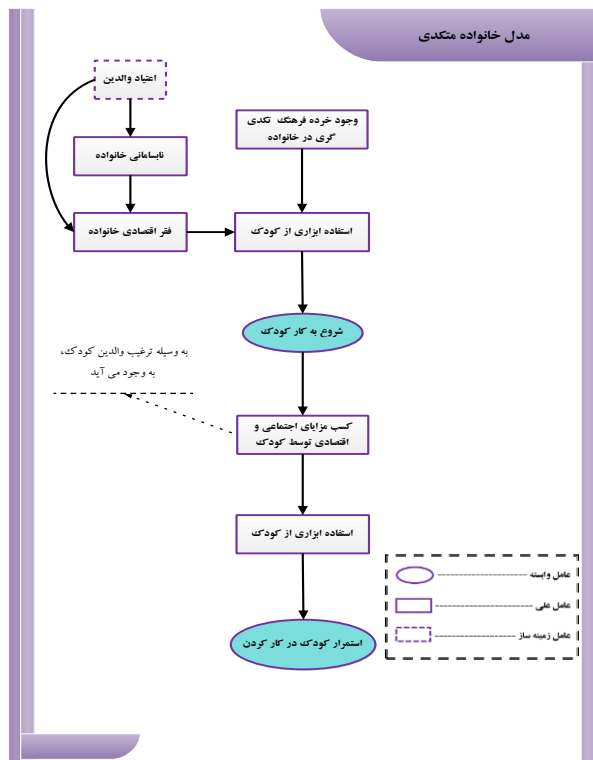 مدل خانواده متکدی
اعتیاد والدین
وجود خرده فرهنگ تکدی
گری در خانواده
نابسامانی خانواده
فقر اقتصادی خانواده
استفاده ابزاری از کودک
شروع به کار کودک
به وسیله ترغیب والدین کودک،
به وجود می آید
کسب مزایای اجتماعی و
اقتصادی توسط کودک
استفاده ابزاری از کودک
عامل وابسته
عامل علی
عامل زمینه ساز
استمرار کودک در کار کردن